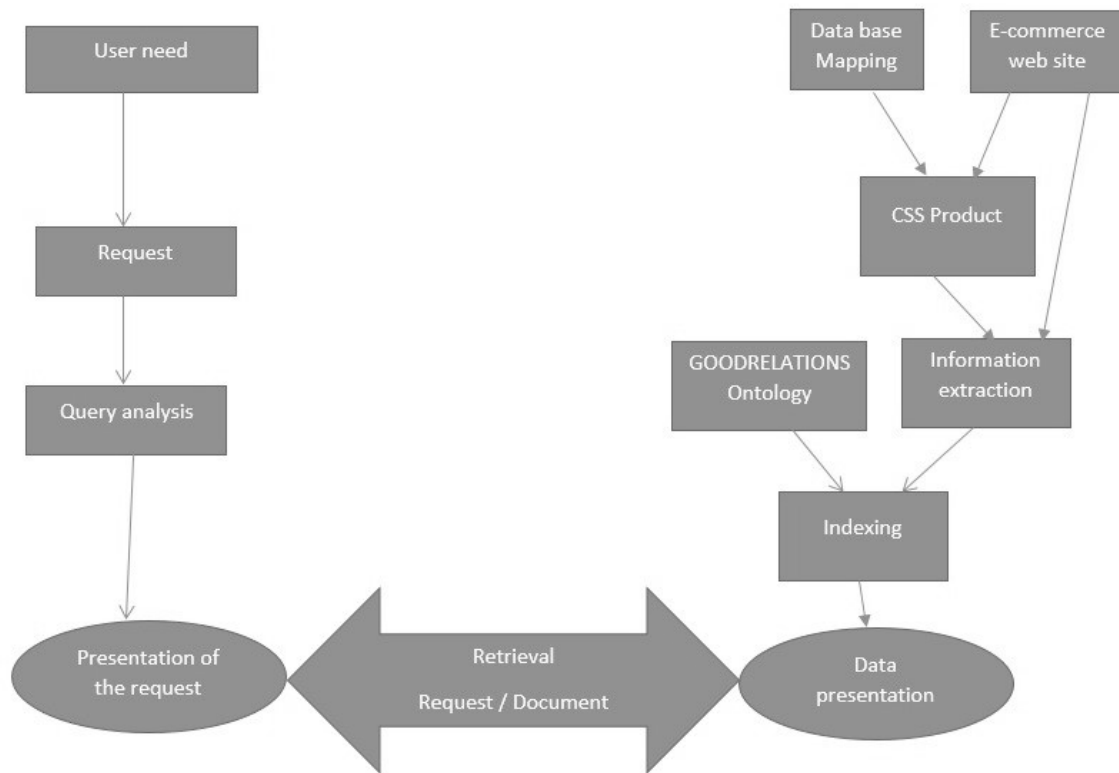 User need
Data base
Mapping
E-commerce
web site
CSS Product
Request
GOODRELATIONS
Ontology
Information
extraction
Query analysis
Indexing
Presentation of
the request
Retrieval
Request / Document
Data
presentation